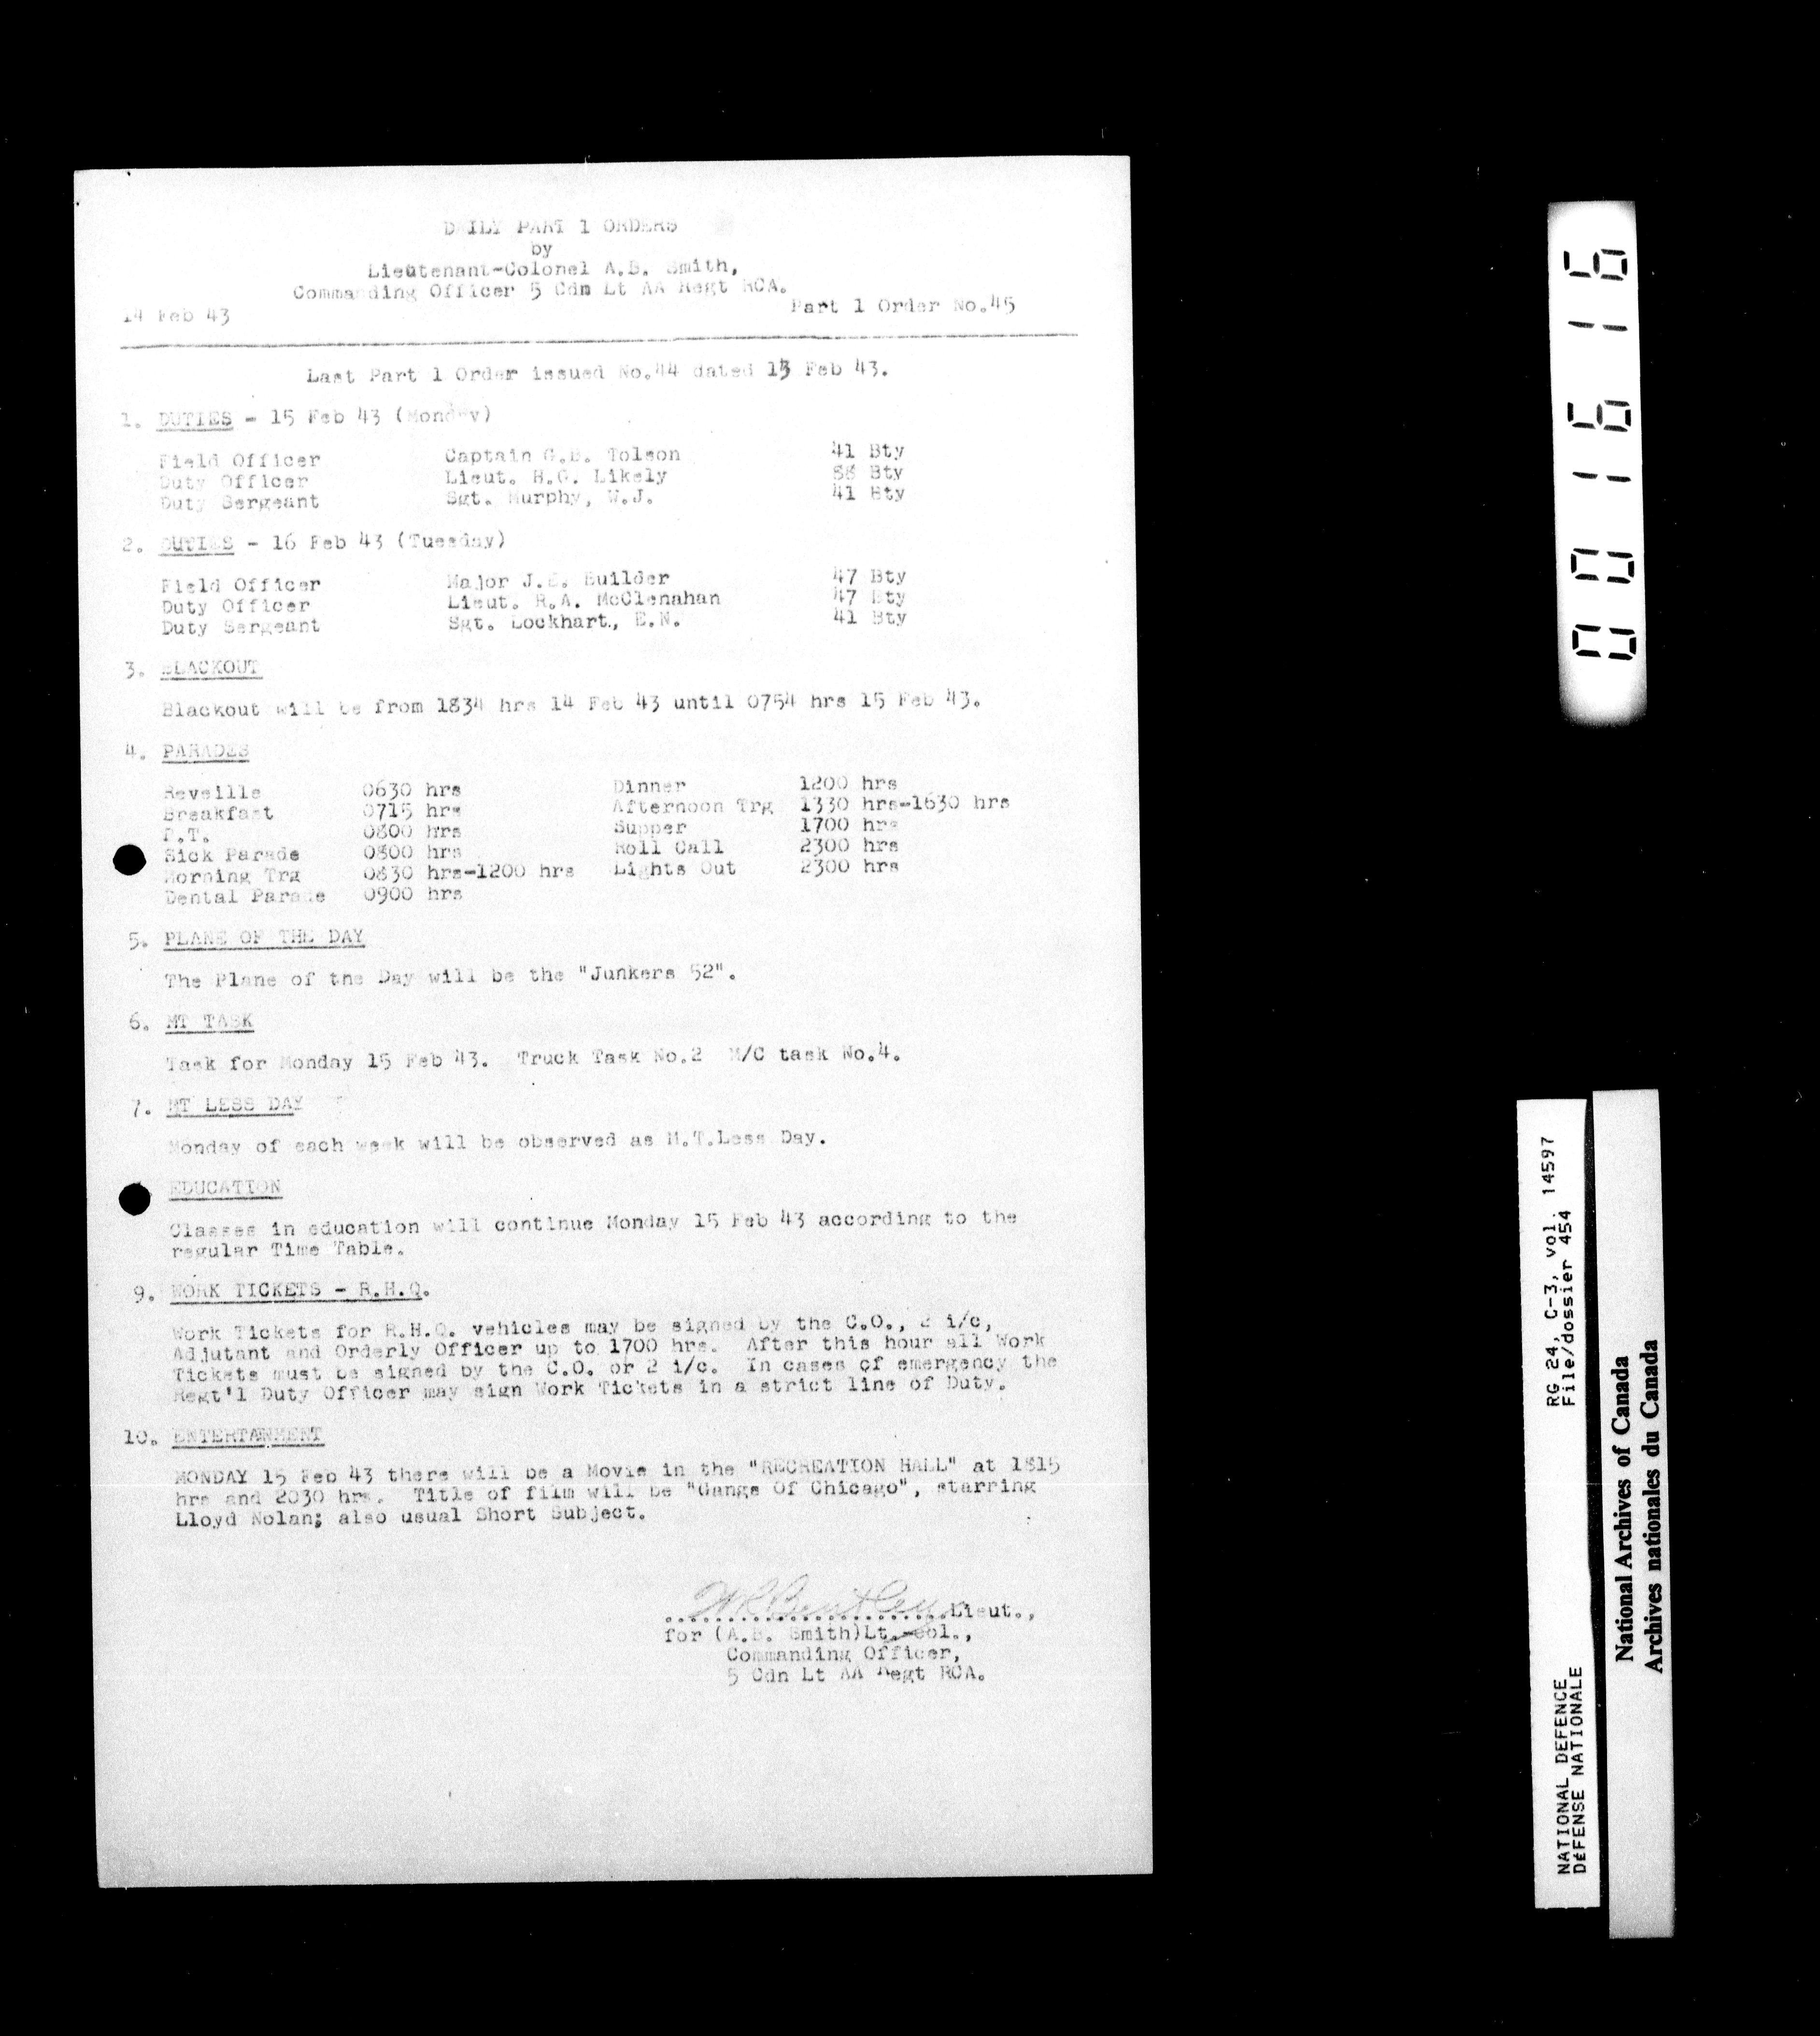 DAILY PART 1 ORDERS
by
Lieutenant-Colonel A.B. Smith,
Commanding Officer 5 Cdn Lt AA Regt RCA.
14 Feb 43 Part 1 Order No.45
Last Part 1 Order issued No.44 dated 13 Feb 43.
1. DUTIES - 15 Feb 43 (Monday)
Field Officer Captain G.B. Tolson 41 Bty
Duty Officer Lieut. H.G. Likely 88 Bty
Duty Sergeant Sgt. Murphy, W.J. 41 Bty
2. DUTIES - 16 Feb 43 (Tuesday)
Field Officer Major J.E. Builder 47 Bty
Duty Officer Lieut. R.A. McClenahan 47 Bty
Duty Sergeant Sgt. Lockhart, E.N. 41 Bty
3. BLACKOUT
Blackout will be from 1834 hrs 14 Feb 43 until 0754 hrs 15 Feb 43.
4. PARADES
Reveille 0630 hrs Dinner 1200 hrs
Breakfast 0715 hrs Afternoon Trg 1330 hrs-1630 hrs
P.T. 0800 hrs Supper 1700 hrs
Sick Parade 0800 hrs Roll Call 2300 hrs
Morning Trg 0830 hrs-1200 hrs Lights Out 2300 hrs
Dental Parade 0900 hrs
5. PLANE OF THE DAY
The Plane of the Day will be the "Junkers 52".
6. MT TASK
Task for Monday 15 Feb 43. Truck Task No.2 M/C task No.4.
7. MT LESS DAY
Monday of each week will be observed as M.T.Less Day.
EDUCATION
Classes in education will continue Monday 15 Feb 43 according to the
regular Time Table.
9. WORK TICKETS - R.H.Q.
Work Tickets for R.H.Q. vehicles may be signed by the C.O., 2 i/c,
Adjutant and Orderly Officer up to 1700 hrs. After this hour all Work
Tickets must be signed by the C.O. or 2 i/c. In cases of emergency the
Regt'l Duty Officer may sign Work Tickets in a strict line of Duty.
10. ENTERTANMENT
MONDAY 15 Feb 43 there will be a Movie in the "RECREATION HALL" at 1815
hrs and 2030 hrs. Title of film will be "Gangs Of Chicago", starring
Lloyd Nolan; also usual Short Subject.
WR Bentley Lieut.,
for (A.B. Smith)Lt.-Col.,
Commanding Officer,
5 Cdn Lt AA Regt RCA.
001616
RG 24, C-3, vol. 14597
File/dossier 454
NATIONAL DEFENCE
DÉFENSE NATIONALE
National Archives of Canada
Archives nationales du Canada